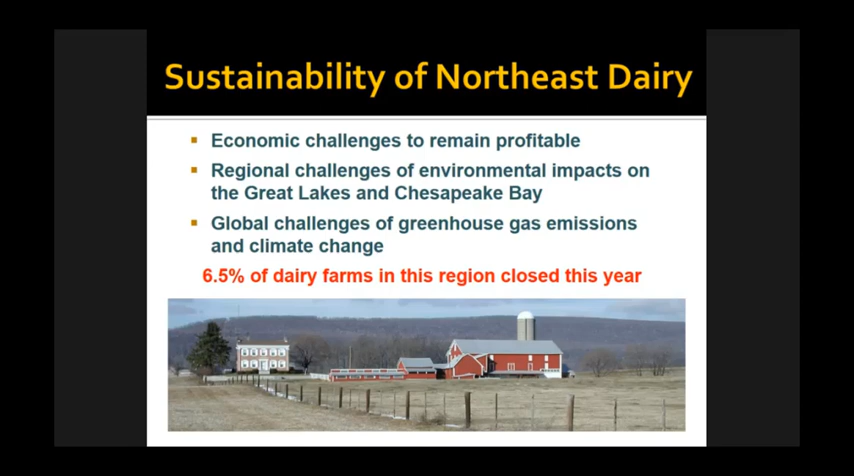 Sustainability of Northeast Dairy
Economic challenges to remain profitable
Regional challenges of environmental impacts on
the Great Lakes and Chesapeake Bay
Global challenges of greenhouse gas emissions
and climate change
6.5% of dairy farms in this region closed this year